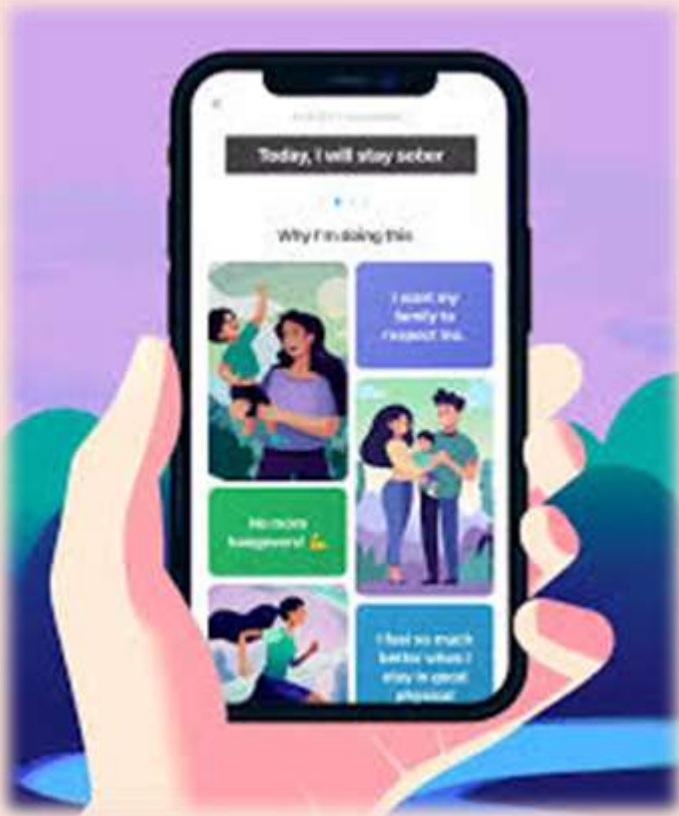 Today, I will stay sober
Why I'm doing this
I want my
family to
respect me.
No more
hangovers! 💪
I feel so much
better when I
stay in good
physical